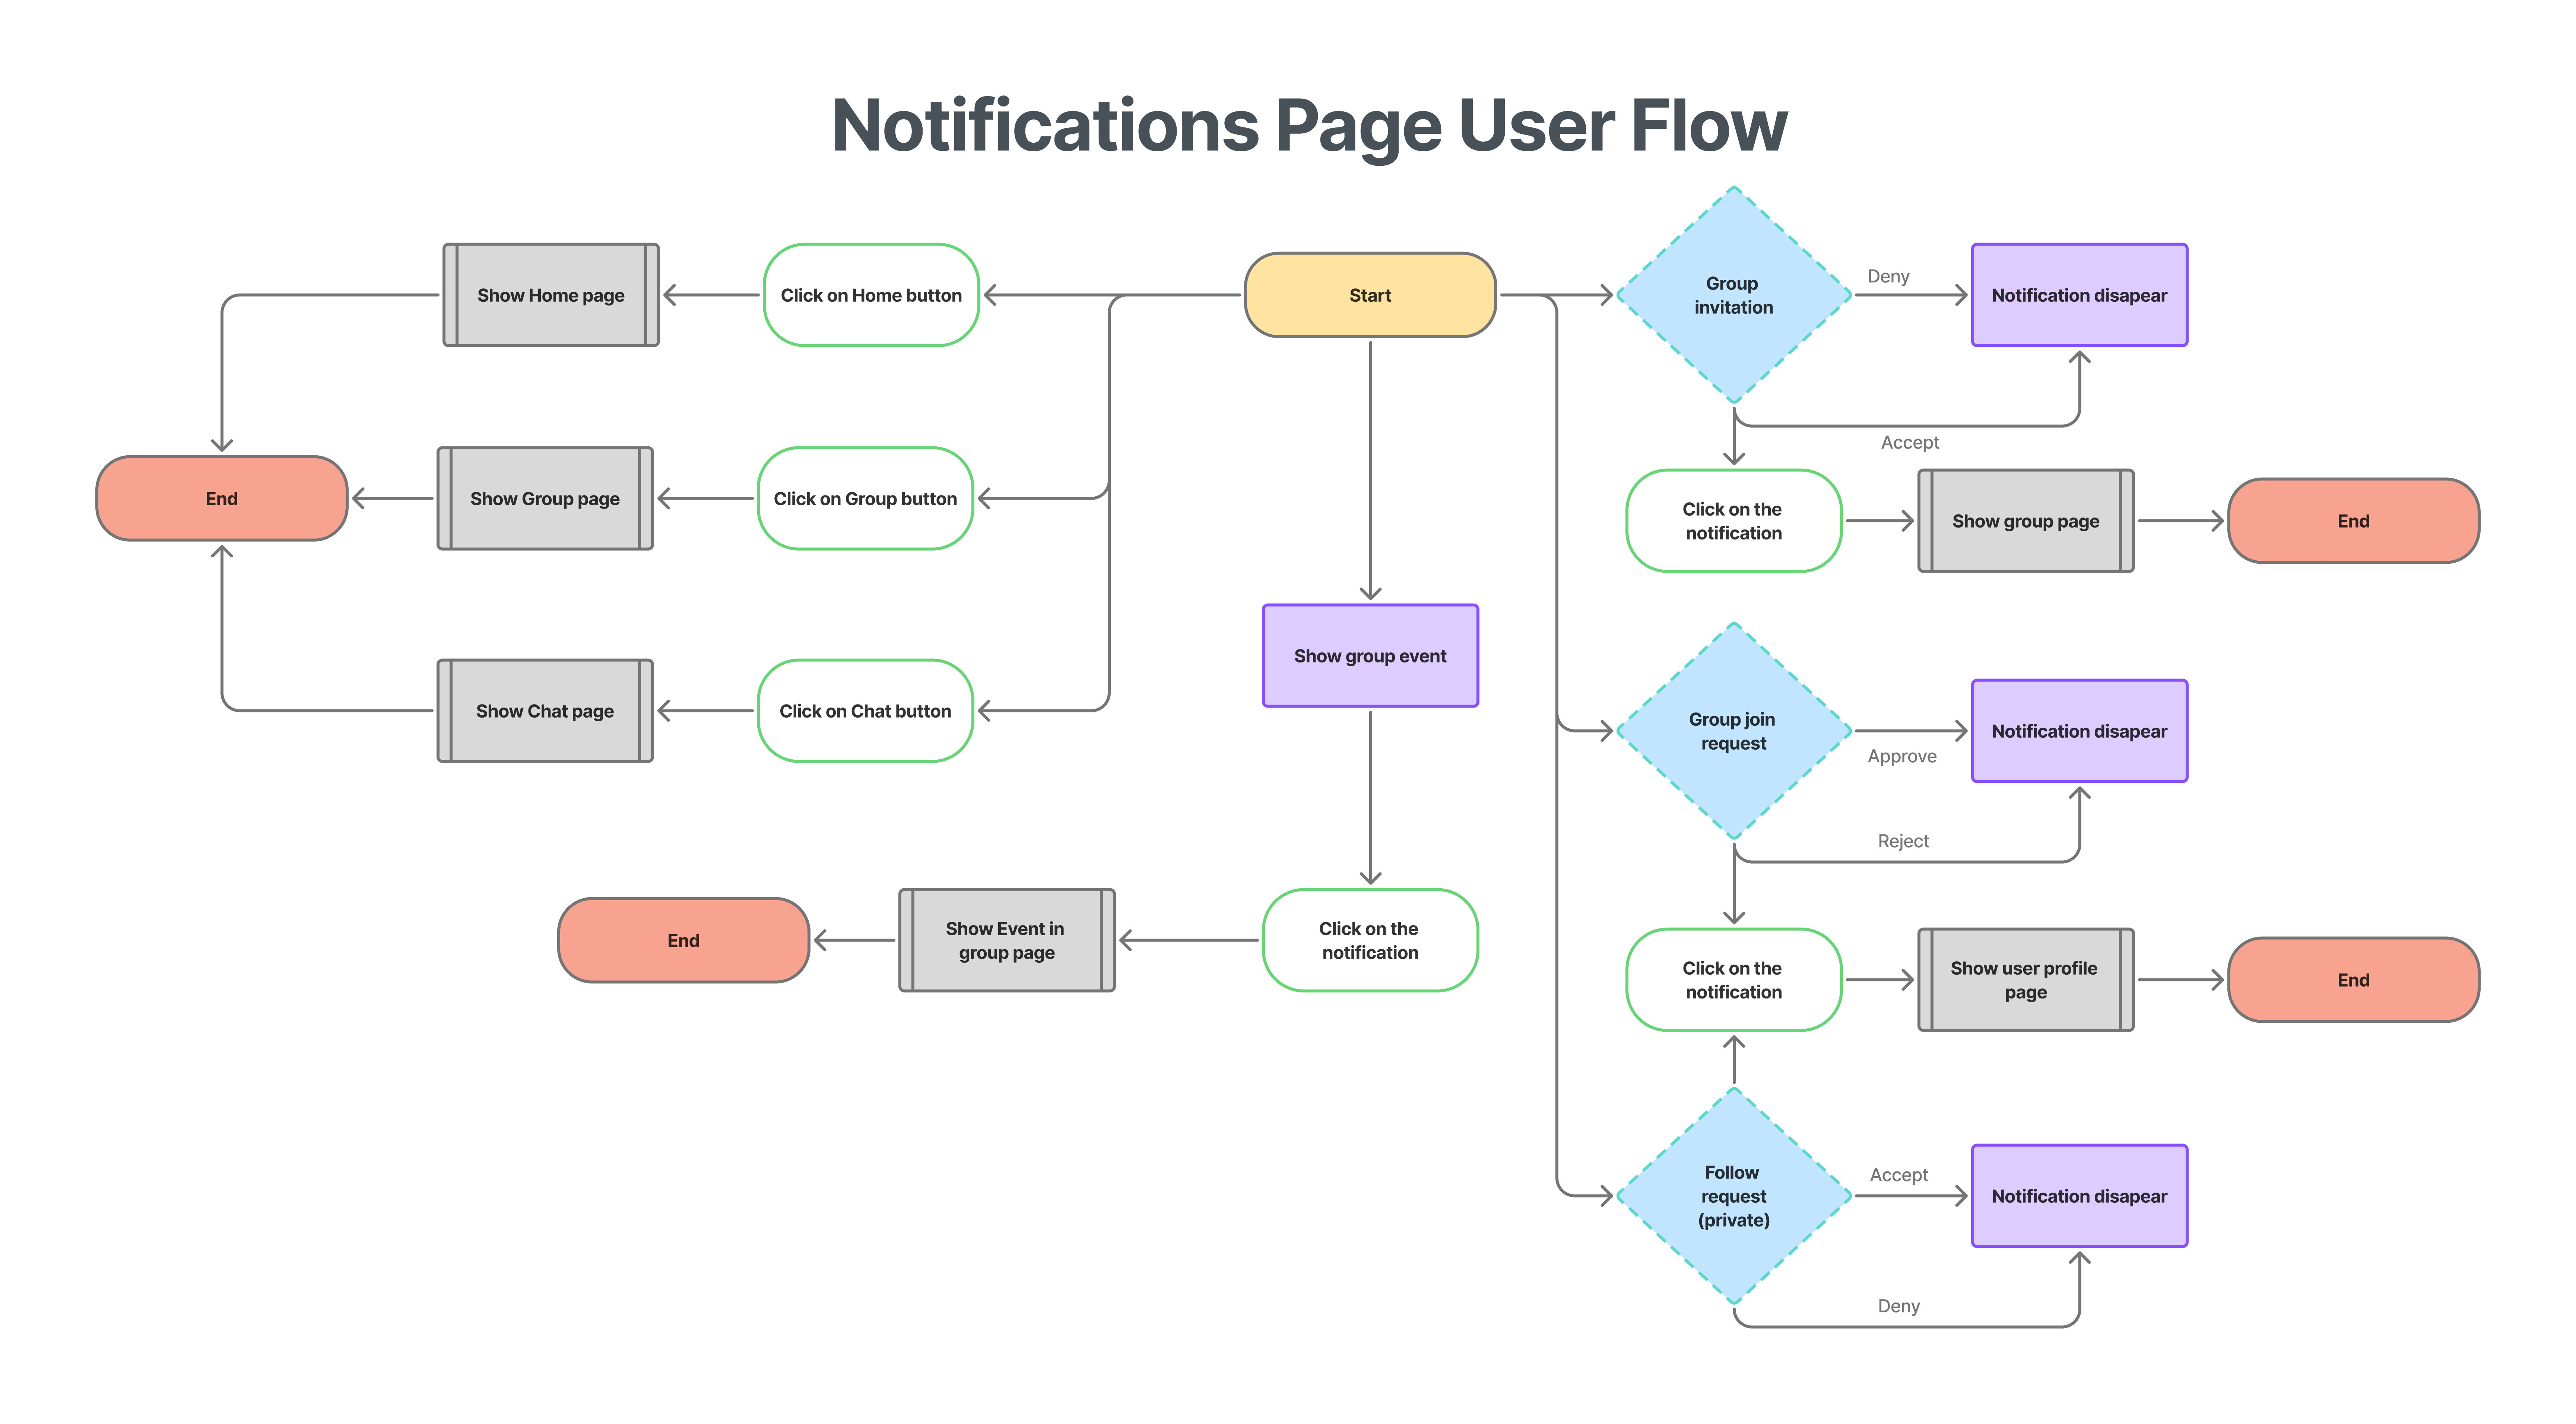 Notifications Page User Flow
Show Home page
Click on Home button
Start
Group
invitation
Deny
Notification disapear
Accept
End
Show Group page
Click on Group button
Click on the
notification
Show group page
End
Show group event
Show Chat page
Click on Chat button
Group join
request
Approve
Notification disapear
Reject
End
Show Event in
group page
Click on the
notification
Click on the
notification
Show user profile
page
End
Follow
request
(private)
Accept
Notification disapear
Deny